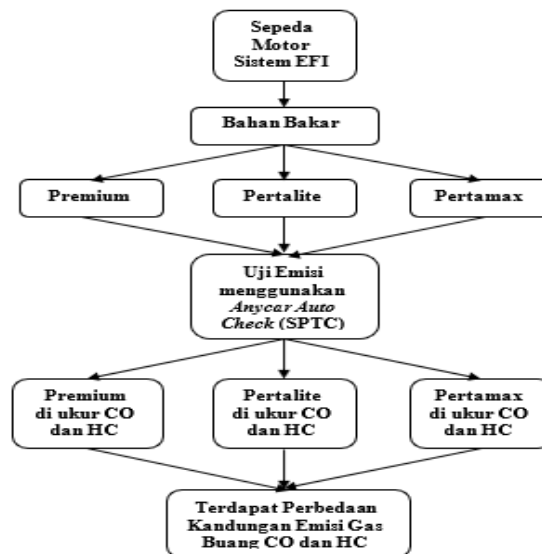 Sepeda
Motor
Sistem EFI
Bahan Bakar
Premium
Pertalite
Pertamax
Uji Emisi
menggunakan
Anycar Auto
Check (SPTC)
Premium
di ukur CO
dan HC
Pertalite
di ukur CO
dan HC
Pertamax
di ukur CO
dan HC
Terdapat Perbedaan
Kandungan Emisi Gas
Buang CO dan HC